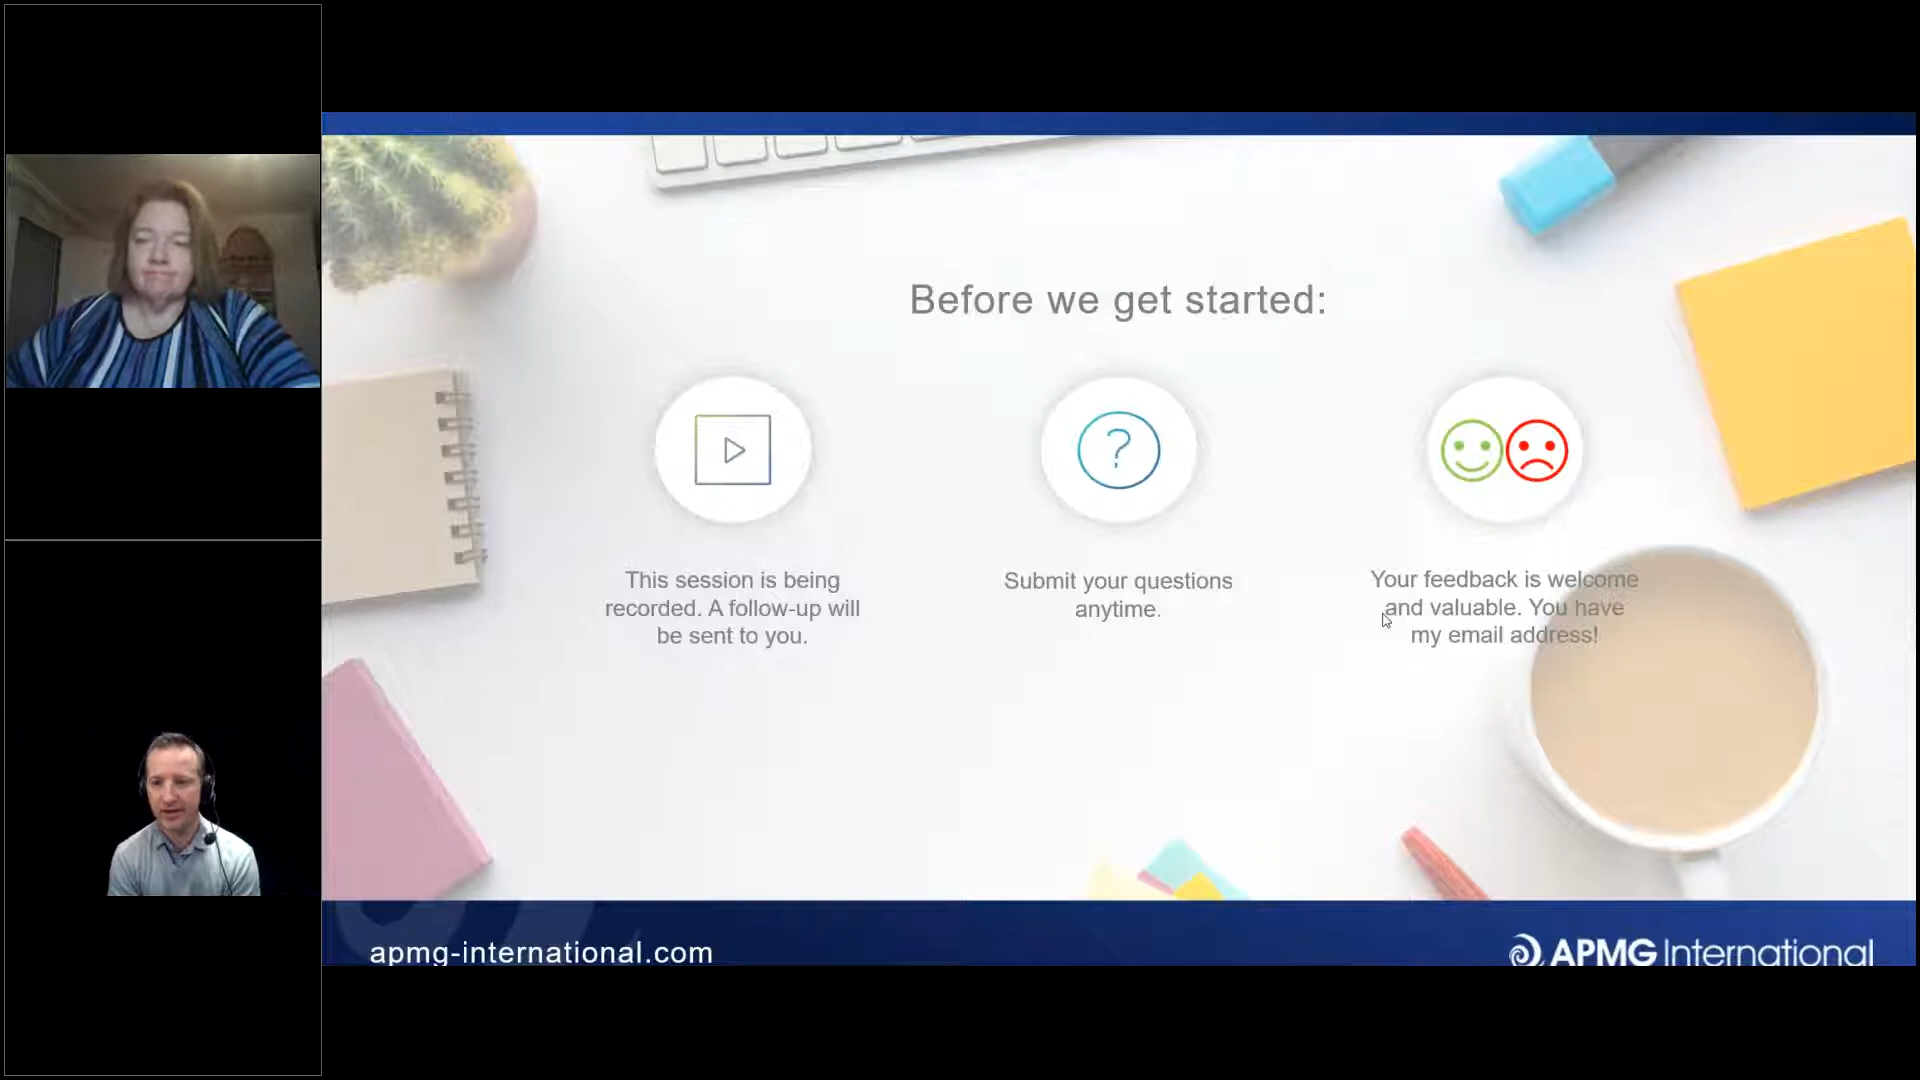 Before we get started:
?
This session is being
recorded. A follow-up will
be sent to you.
Submit your questions
anytime.
Your feedback is welcome
and valuable. You have
my email address!
apmg-international.com
APMG International